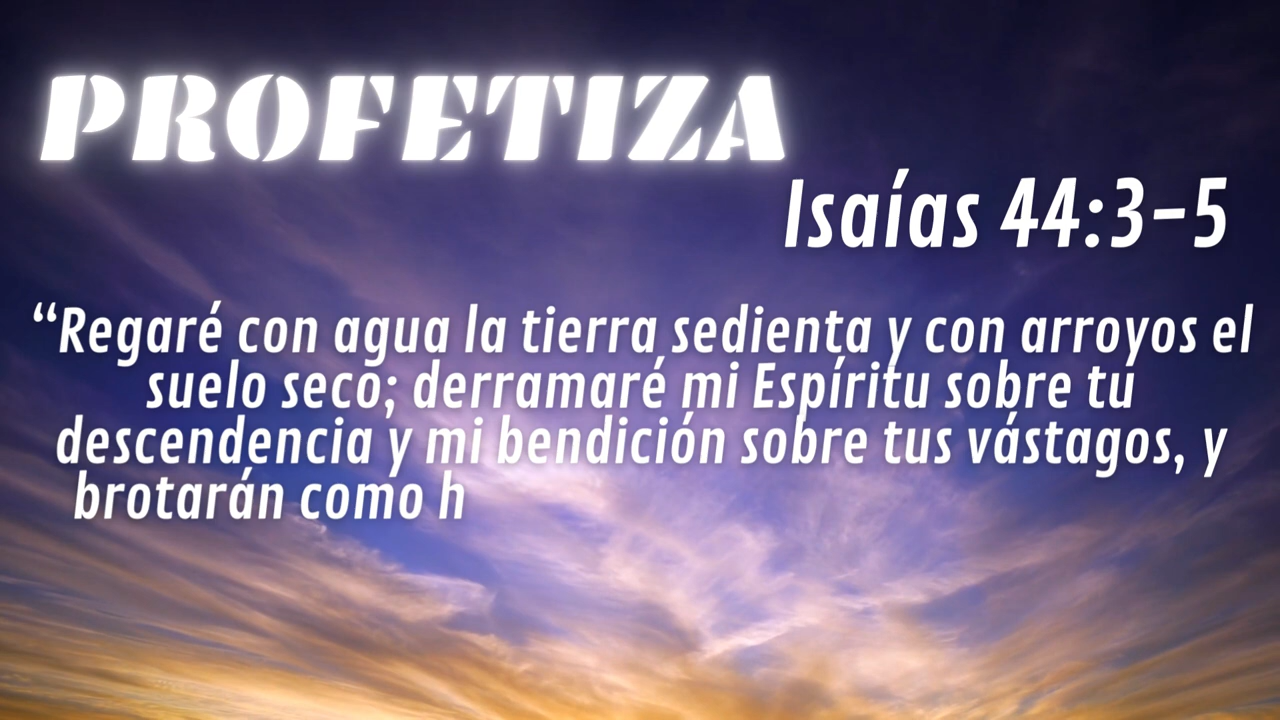 PROFETIZA
Isaías 44:3-5
“Regaré con agua la tierra sedienta y con arroyos el
suelo seco; derramaré mi Espíritu sobre tu
descendencia y mi bendición sobre tus vástagos, y
brotarán como h